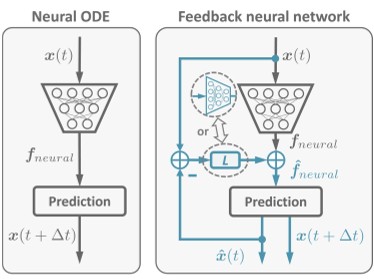 Neural ODE
x(t)
f_neural
Prediction
x(t + Δt)
Feedback neural network
x(t)
or
f_neural
L
f̂_neural
−
Prediction
x̂(t)
x(t + Δt)